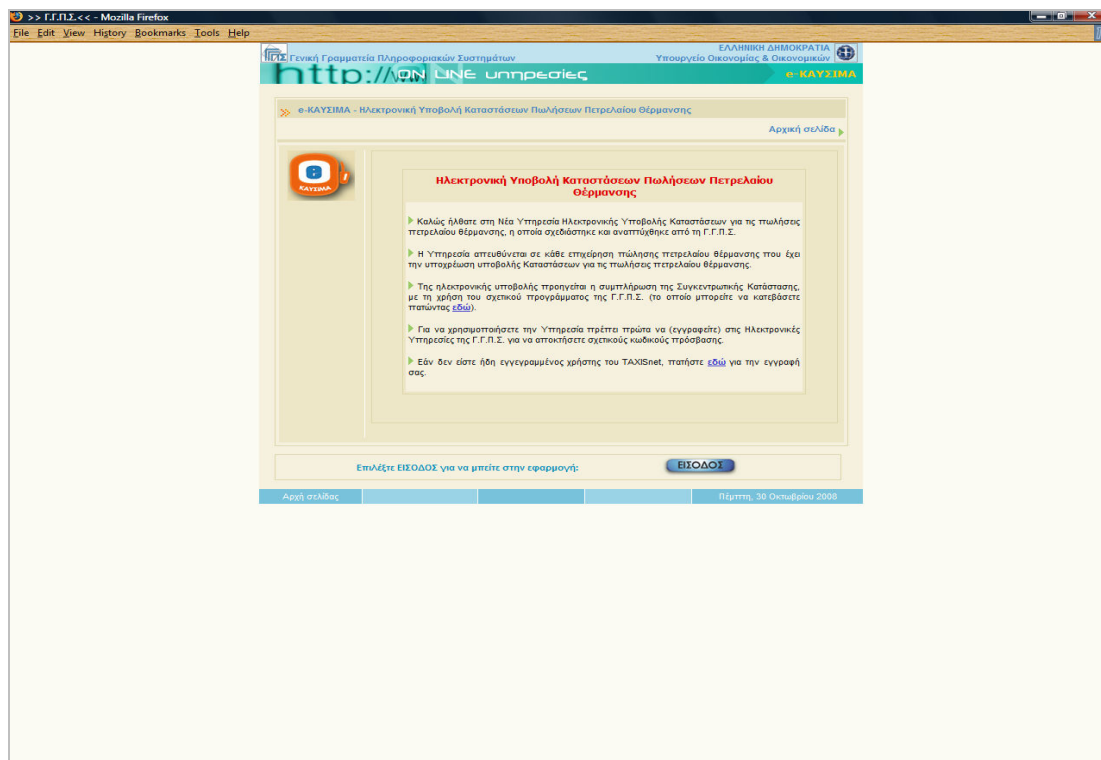 >> Γ.Γ.Π.Σ.<< - Mozilla Firefox
File Edit View History Bookmarks Tools Help
ΓΓΠΣ Γενική Γραμματεία Πληροφοριακών Συστημάτων
ΕΛΛΗΝΙΚΗ ΔΗΜΟΚΡΑΤΙΑ
Υπουργείο Οικονομίας & Οικονομικών
http://www
ON LINE υπηρεσίες
e-ΚΑΥΣΙΜΑ
e-ΚΑΥΣΙΜΑ - Ηλεκτρονική Υποβολή Καταστάσεων Πωλήσεων Πετρελαίου Θέρμανσης
Αρχική σελίδα
ΚΑΥΣΙΜΑ
Ηλεκτρονική Υποβολή Καταστάσεων Πωλήσεων Πετρελαίου
Θέρμανσης
Καλώς ήλθατε στη Νέα Υπηρεσία Ηλεκτρονικής Υποβολής Καταστάσεων για τις πωλήσεις
πετρελαίου θέρμανσης, η οποία σχεδιάστηκε και αναπτύχθηκε από τη Γ.Γ.Π.Σ.
Η Υπηρεσία απευθύνεται σε κάθε επιχείρηση πώλησης πετρελαίου θέρμανσης που έχει
την υποχρέωση υποβολής Καταστάσεων για τις πωλήσεις πετρελαίου θέρμανσης.
Της ηλεκτρονικής υποβολής προηγείται η συμπλήρωση της Συγκεντρωτικής Κατάστασης,
με τη χρήση του σχετικού προγράμματος της Γ.Γ.Π.Σ. (το οποίο μπορείτε να κατεβάσετε
πατώντας εδώ).
Για να χρησιμοποιήσετε την Υπηρεσία πρέπει πρώτα να (εγγραφείτε) στις Ηλεκτρονικές
Υπηρεσίες της Γ.Γ.Π.Σ. για να αποκτήσετε σχετικούς κωδικούς πρόσβασης.
Εάν δεν είστε ήδη εγγεγραμμένος χρήστης του TAXISnet, πατήστε εδώ για την εγγραφή
σας.
Επιλέξτε ΕΙΣΟΔΟΣ για να μπείτε στην εφαρμογή:
ΕΙΣΟΔΟΣ
Αρχή σελίδας
Πέμπτη, 30 Οκτωβρίου 2008